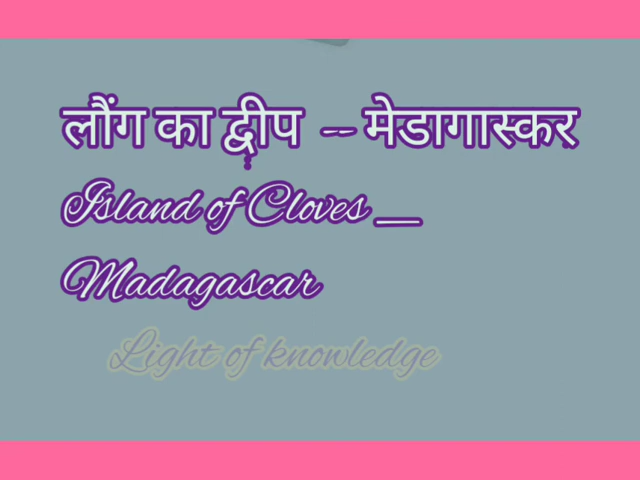 लौंग का द्वीप -- मेडागास्कर
Island of Cloves __
Madagascar
Light of knowledge